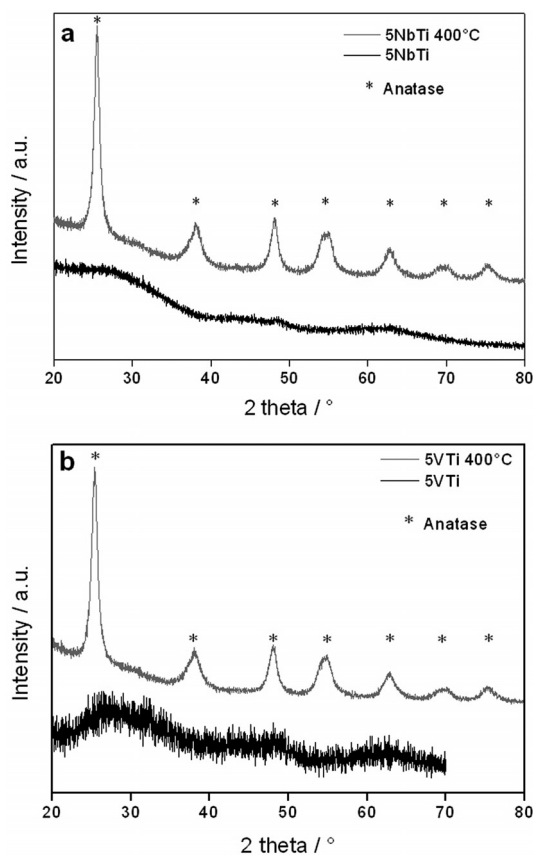 a
*
5NbTi 400°C
5NbTi
* Anatase
* * * * * * *
Intensity / a.u.
20 30 40 50 60 70 80
2 theta / °
b
*
5VTi 400°C
5VTi
* Anatase
* * * * * * *
Intensity / a.u.
20 30 40 50 60 70 80
2 theta / °